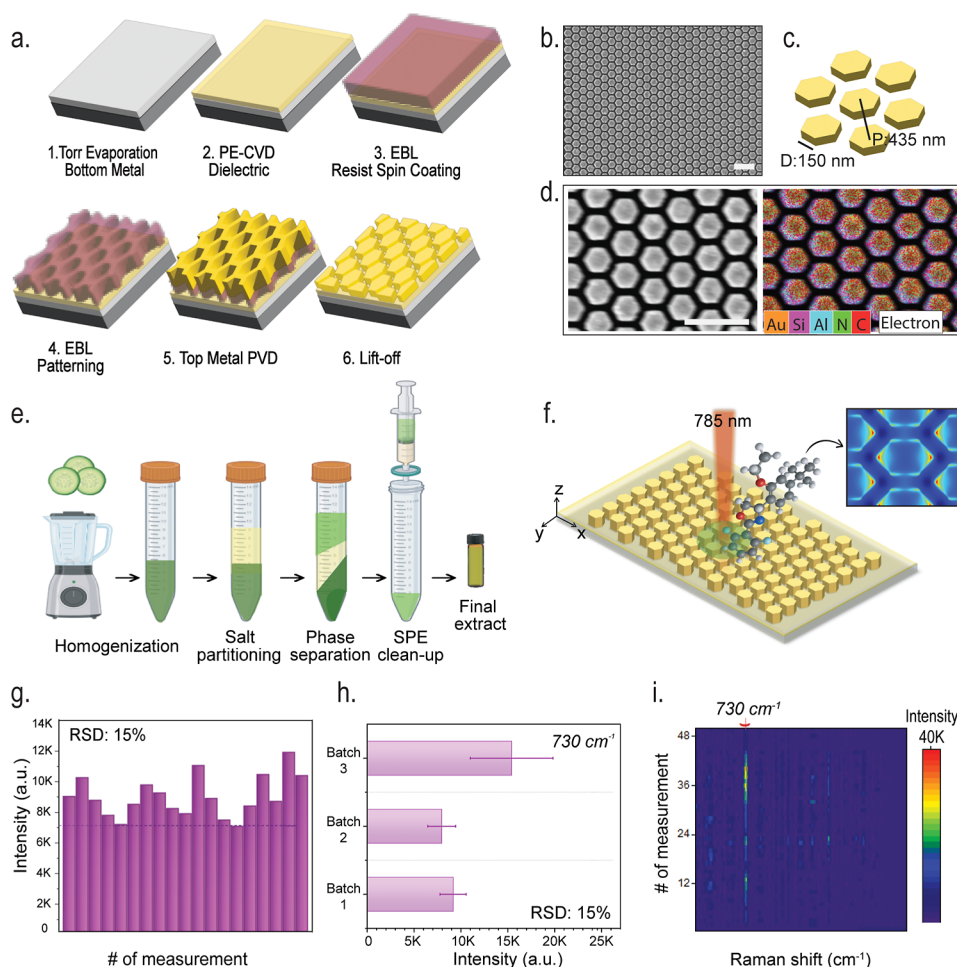 a.
1.Torr Evaporation
Bottom Metal
2. PE-CVD
Dielectric
3. EBL
Resist Spin Coating
4. EBL
Patterning
5. Top Metal PVD
6. Lift-off
b.
c.
P:435 nm
D:150 nm
d.
Au Si Al N C Electron
e.
Homogenization
Salt
partitioning
Phase
separation
SPE
clean-up
Final
extract
f.
785 nm
z
y
x
g.
RSD: 15%
14K
12K
10K
8K
6K
4K
2K
0
Intensity (a.u.)
# of measurement
h.
730 cm⁻¹
Batch
3
Batch
2
Batch
1
RSD: 15%
0 5K 10K 15K 20K 25K
Intensity (a.u.)
i.
730 cm⁻¹
Intensity
40K
48
36
24
12
# of measurement
Raman shift (cm⁻¹)